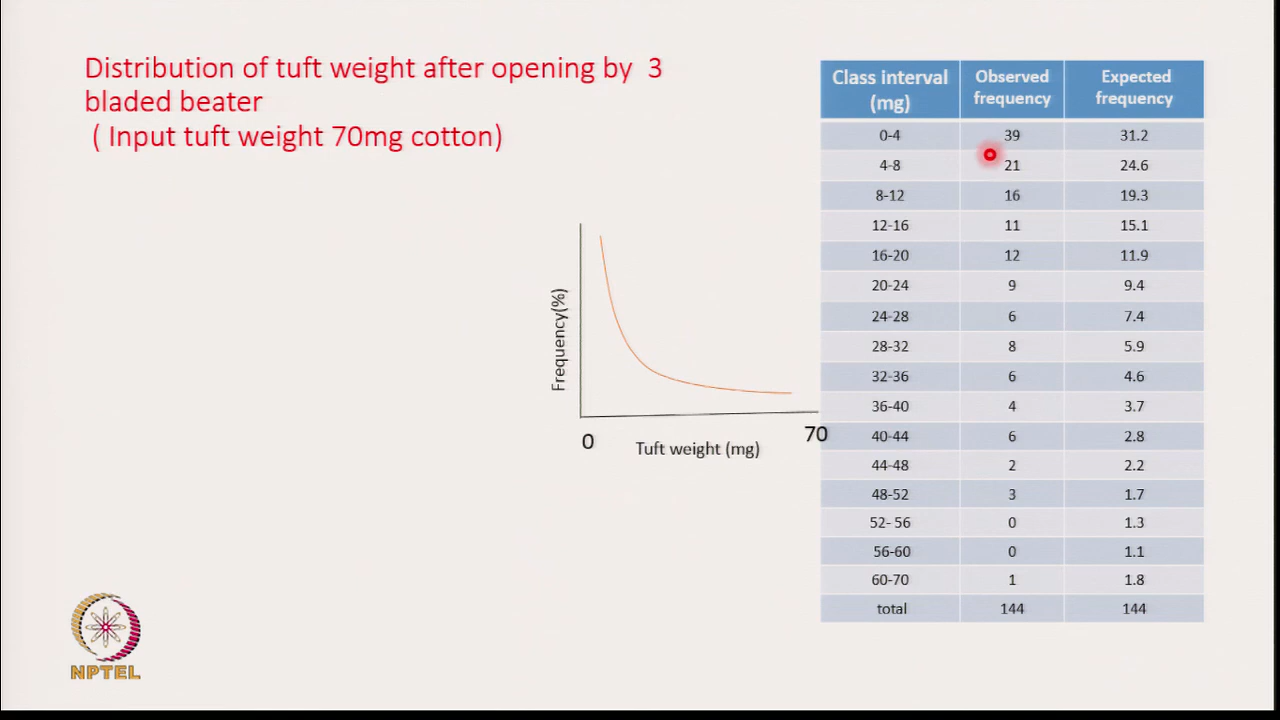 Distribution of tuft weight after opening by 3
bladed beater
( Input tuft weight 70mg cotton)
Frequency(%)
0
70
Tuft weight (mg)
Class interval (mg) Observed frequency Expected frequency
0-4 39 31.2
4-8 21 24.6
8-12 16 19.3
12-16 11 15.1
16-20 12 11.9
20-24 9 9.4
24-28 6 7.4
28-32 8 5.9
32-36 6 4.6
36-40 4 3.7
40-44 6 2.8
44-48 2 2.2
48-52 3 1.7
52- 56 0 1.3
56-60 0 1.1
60-70 1 1.8
total 144 144
NPTEL